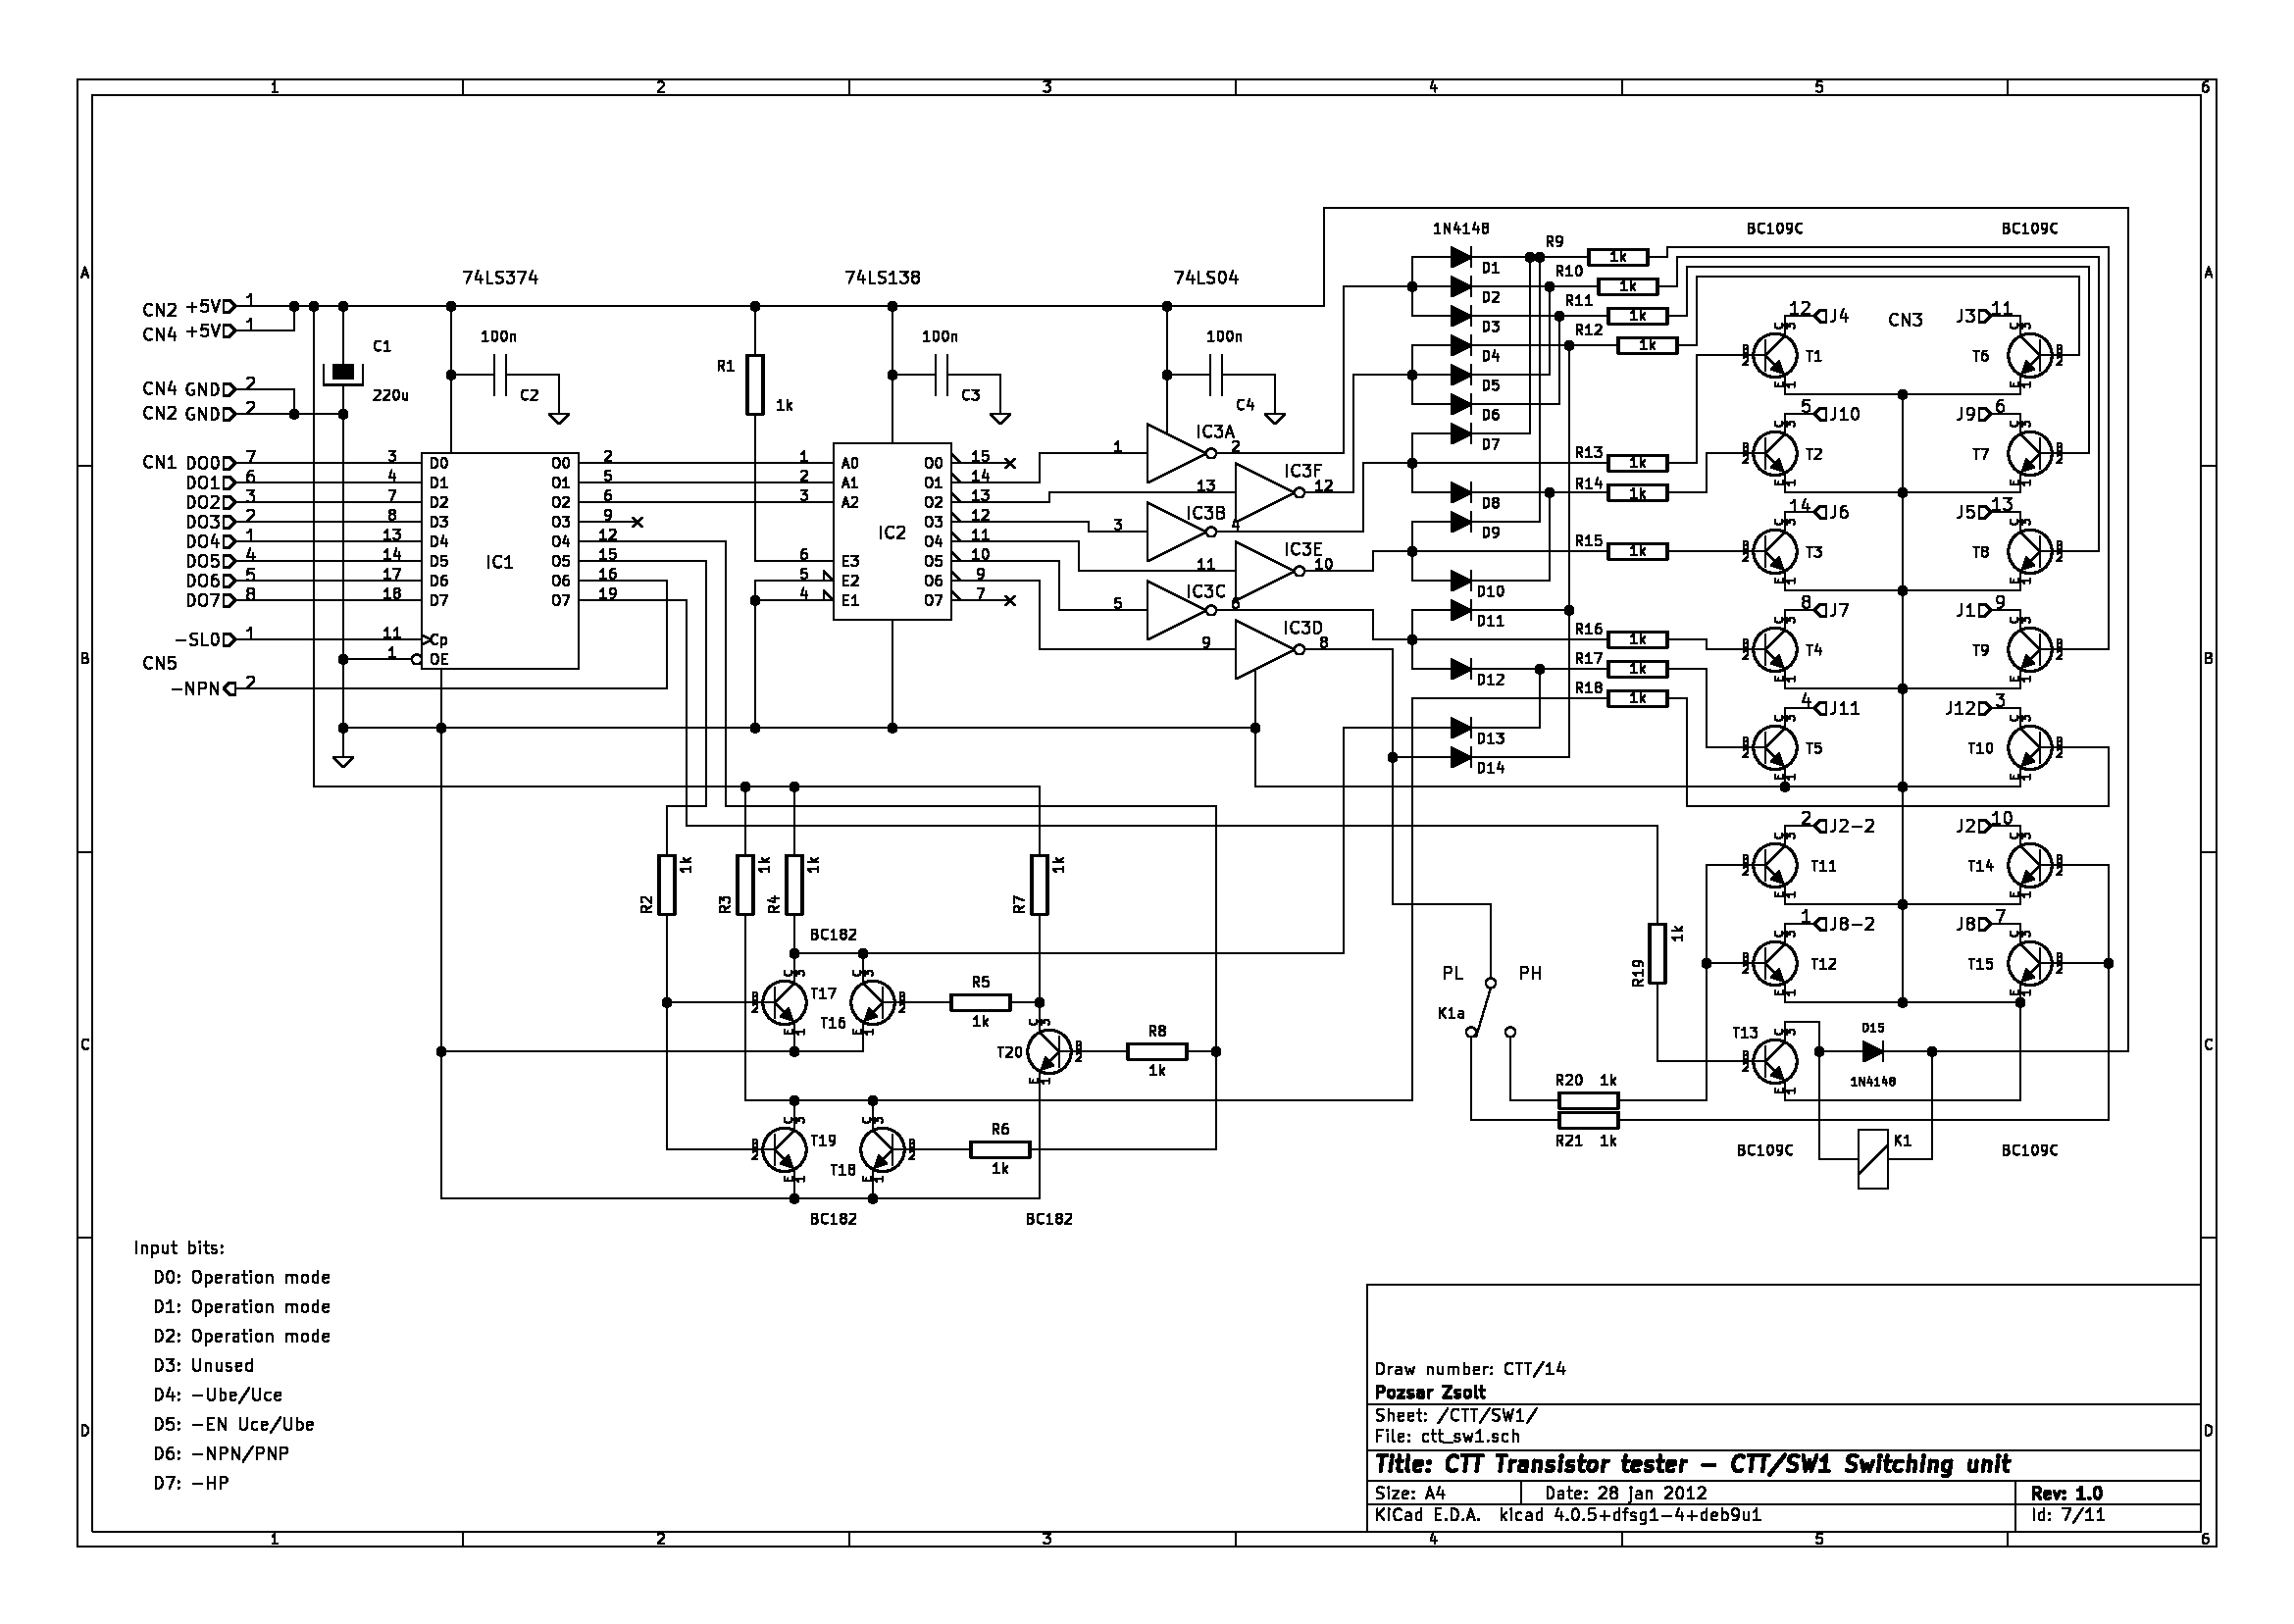 1 2 3 4 5 6
A A
1N4148 BC109C BC109C
R9 1k
D1
R10 1k
D2
R11 1k
D3
R12 1k
D4
D5
D6
D7
74LS374 74LS138 74LS04
CN2 +5V 1
CN4 +5V 1
CN4 GND 2
CN2 GND 2
C1 220u
100n C2
R1 1k
100n C3
100n C4
12 J4 CN3 J3 11
T1 T6
5 J10 J9 6
T2 T7
14 J6 J5 13
T3 T8
8 J7 J1 9
T4 T9
4 J11 J12 3
T5 T10
CN1 DO0 7 3 D0 O0 2 1 A0 O0 15
DO1 6 4 D1 O1 5 2 A1 O1 14
DO2 3 7 D2 O2 6 3 A2 O2 13
DO3 2 8 D3 O3 9 O3 12
DO4 1 13 D4 O4 12 O4 11
DO5 4 14 D5 O5 15 6 E3 O5 10
DO6 5 17 D6 O6 16 5 E2 O6 9
DO7 8 18 D7 O7 19 4 E1 O7 7
IC1 IC2
-SL0 1 11 Cp
1 OE
CN5
-NPN 2
1 IC3A 2
13 IC3F 12
3 IC3B 4
11 IC3E 10
5 IC3C 6
9 IC3D 8
R13 1k
R14 1k
D8
D9
R15 1k
D10
D11
R16 1k
R17 1k
D12
R18 1k
D13
D14
B B
2 J2-2 J2 10
T11 T14
1 J8-2 J8 7
T12 T15
R2 1k
R3 1k
R4 1k
R7 1k
BC182
T17 T16
R5 1k
T20
R8 1k
T19 T18
R6 1k
BC182 BC182
R19 1k
PL PH
K1a
T13 D15
1N4148
R20 1k
R21 1k
K1
BC109C BC109C
C C
Input bits:
D0: Operation mode
D1: Operation mode
D2: Operation mode
D3: Unused
D4: -Ube/Uce
D5: -EN Uce/Ube
D6: -NPN/PNP
D7: -HP
D D
Draw number: CTT/14
Pozsar Zsolt
Sheet: /CTT/SW1/
File: ctt_sw1.sch
Title: CTT Transistor tester - CTT/SW1 Switching unit
Size: A4 Date: 28 jan 2012 Rev: 1.0
KiCad E.D.A. kicad 4.0.5+dfsg1-4+deb9u1 Id: 7/11
1 2 3 4 5 6